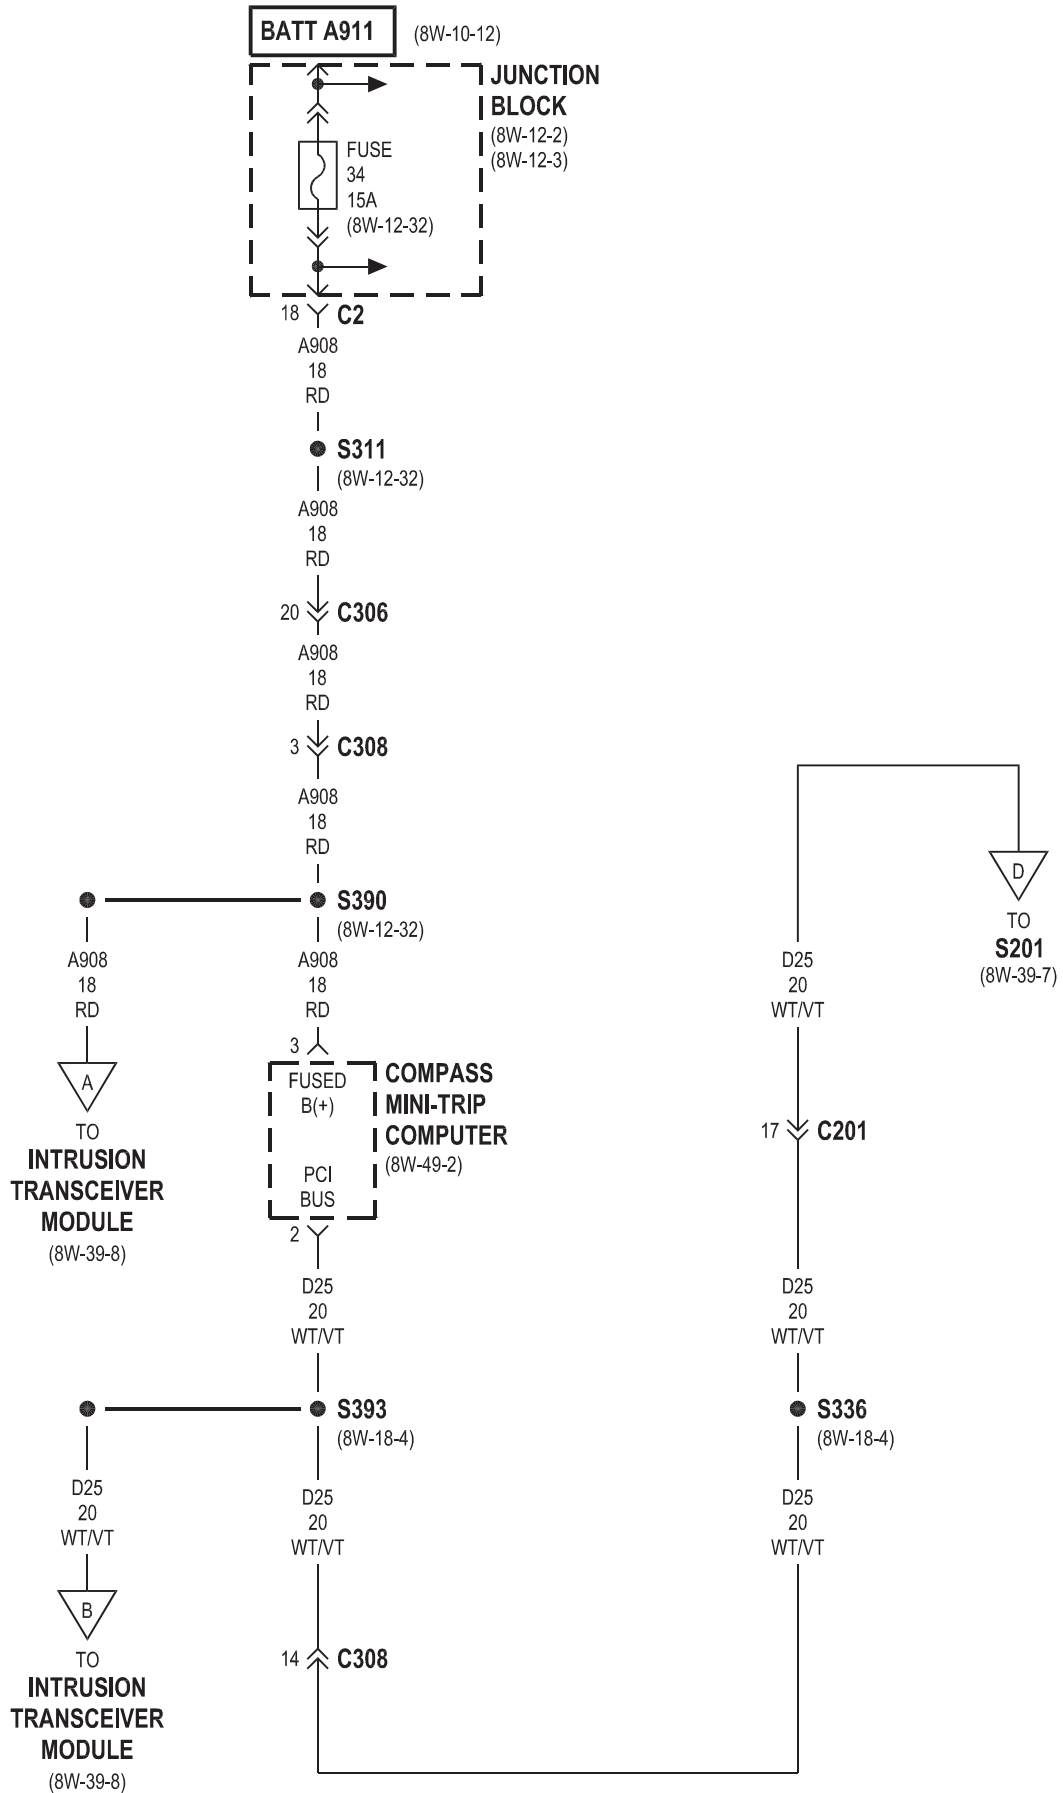 BATT A911
(8W-10-12)
JUNCTION
BLOCK
(8W-12-2)
(8W-12-3)
FUSE
34
15A
(8W-12-32)
18
C2
A908
18
RD
S311
(8W-12-32)
A908
18
RD
20
C306
A908
18
RD
3
C308
A908
18
RD
S390
(8W-12-32)
A908
18
RD
A
TO
INTRUSION
TRANSCEIVER
MODULE
(8W-39-8)
A908
18
RD
3
FUSED
B(+)
COMPASS
MINI-TRIP
COMPUTER
(8W-49-2)
PCI
BUS
2
D25
20
WT/VT
S393
(8W-18-4)
D25
20
WT/VT
B
TO
INTRUSION
TRANSCEIVER
MODULE
(8W-39-8)
D25
20
WT/VT
14
C308
D
TO
S201
(8W-39-7)
D25
20
WT/VT
17
C201
D25
20
WT/VT
S336
(8W-18-4)
D25
20
WT/VT